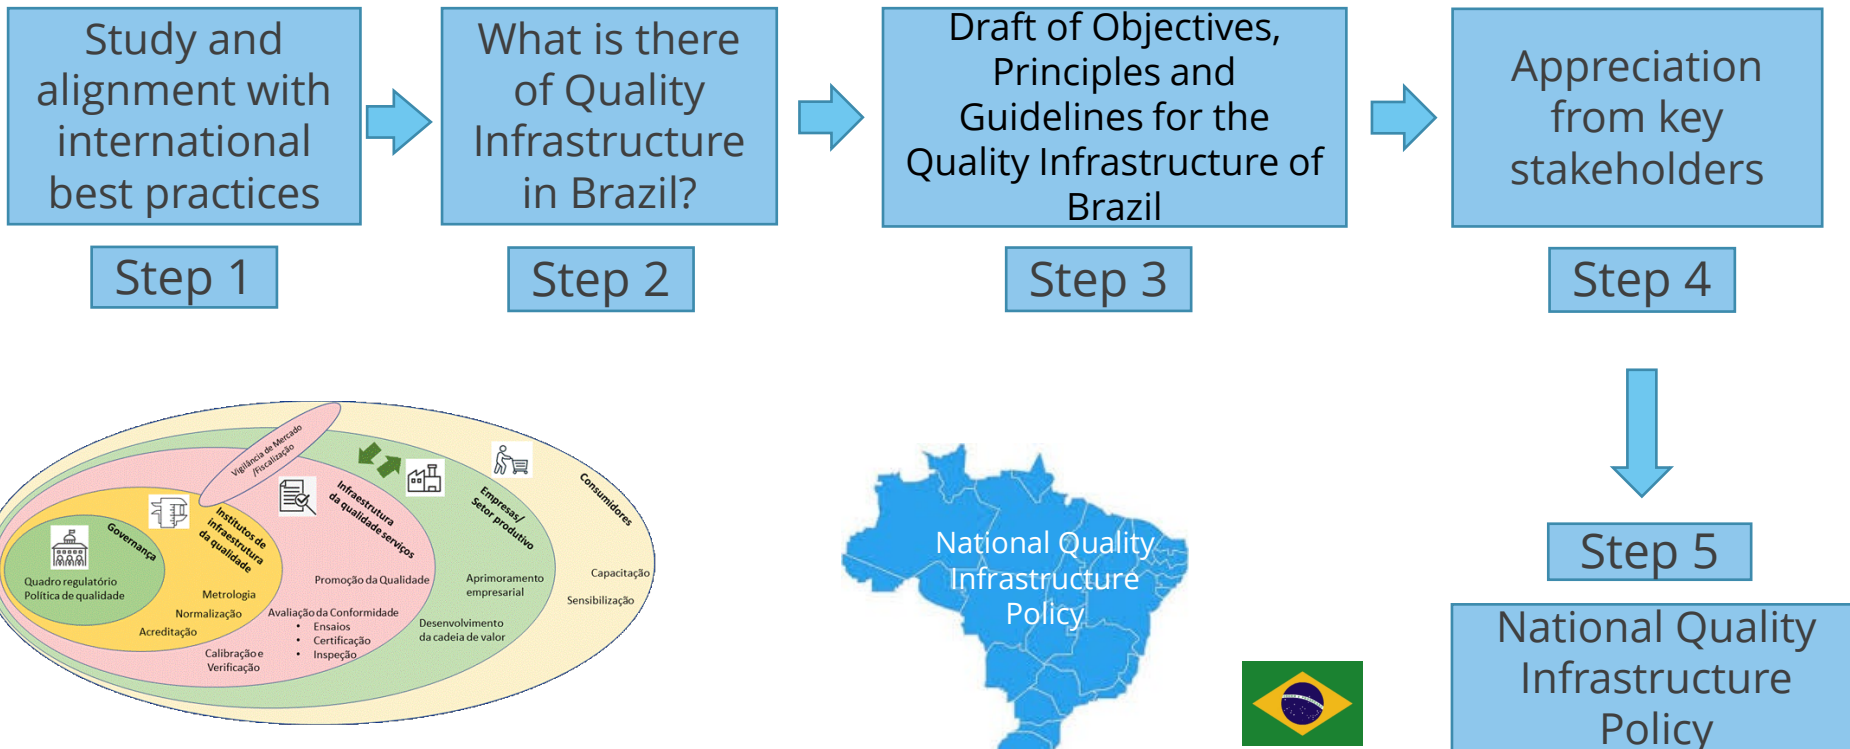 Study and
alignment with
international
best practices
Step 1
What is there
of Quality
Infrastructure
in Brazil?
Step 2
Draft of Objectives,
Principles and
Guidelines for the
Quality Infrastructure of
Brazil
Step 3
Appreciation
from key
stakeholders
Step 4
Step 5
National Quality
Infrastructure
Policy
Governança
Quadro regulatório
Política de qualidade
Institutos de
infraestrutura
da qualidade
Metrologia
Normalização
Acreditação
Vigilância de Mercado
/Fiscalização
Infraestrutura
da qualidade serviços
Promoção da Qualidade
Avaliação da Conformidade
• Ensaios
• Certificação
• Inspeção
Calibração e
Verificação
Empresas/
Setor produtivo
Aprimoramento
empresarial
Desenvolvimento
da cadeia de valor
Consumidores
Capacitação
Sensibilização
National Quality
Infrastructure
Policy